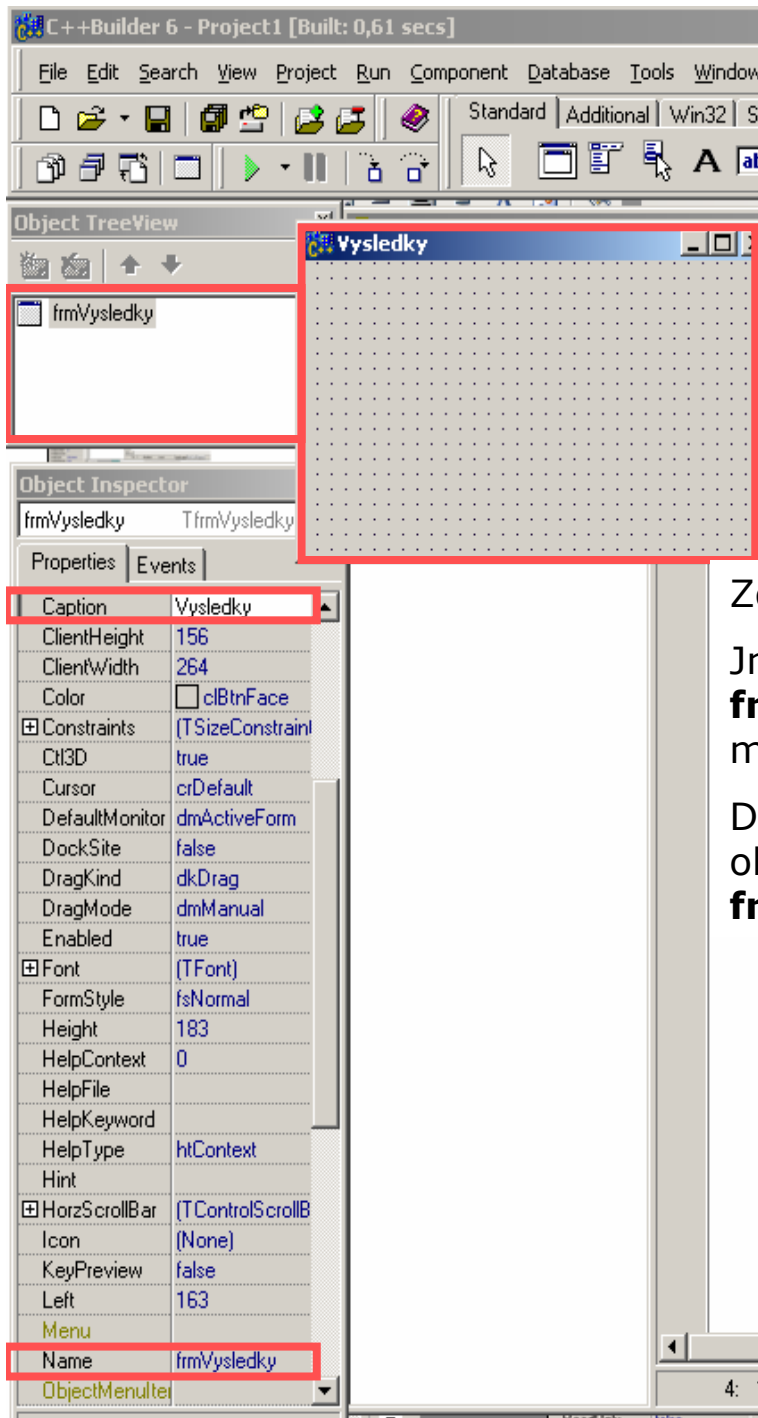 C++Builder 6 - Project1 [Built: 0,61 secs]
File Edit Search View Project Run Component Database Tools Window
Standard Additional Win32 S
Object TreeView
Vysledky
frmVysledky
Object Inspector
frmVysledky TfrmVysledky
Properties Events
Caption Vysledky
ClientHeight 156
ClientWidth 264
Color clBtnFace
Constraints (TSizeConstraint
Ctl3D true
Cursor crDefault
DefaultMonitor dmActiveForm
DockSite false
DragKind dkDrag
DragMode dmManual
Enabled true
Font (TFont)
FormStyle fsNormal
Height 183
HelpContext 0
HelpFile
HelpKeyword
HelpType htContext
Hint
HorzScrollBar (TControlScrollB
Icon (None)
KeyPreview false
Left 163
Menu
Name frmVysledky
ObjectMenuIte
4: